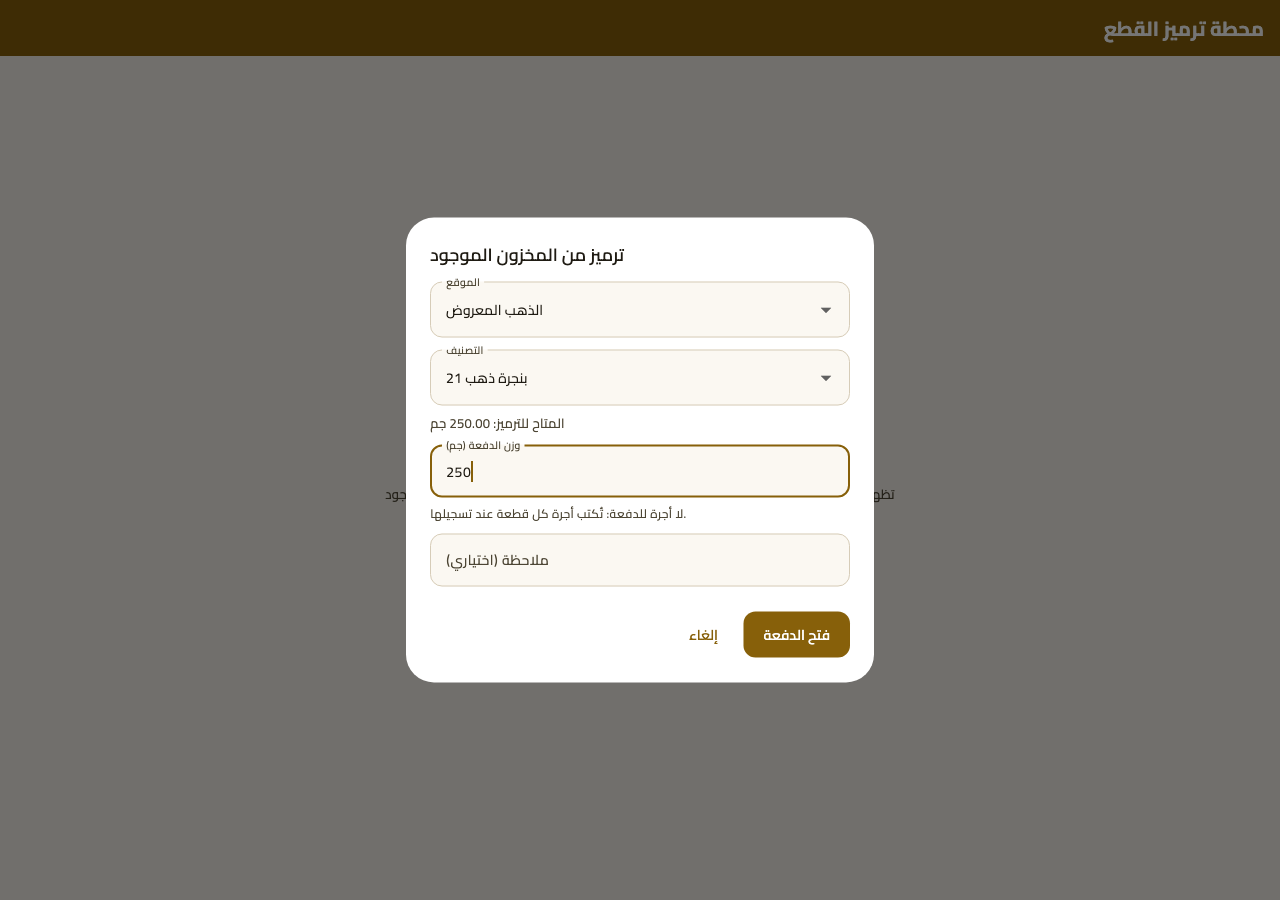 محطة ترميز القطع
ترميز من المخزون الموجود
الموقع
الذهب المعروض
التصنيف
بنجرة ذهب 21
المتاح للترميز: 250.00 جم
وزن الدفعة (جم)
250
لا أجرة للدفعة: تُكتب أجرة كل قطعة عند تسجيلها.
ملاحظة (اختياري)
فتح الدفعة
إلغاء